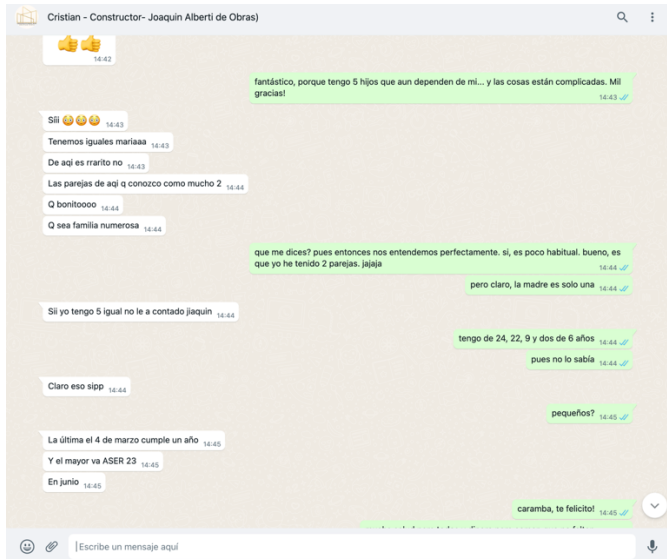 Cristian - Constructor- Joaquin Alberti de Obras)
14:42
fantástico, porque tengo 5 hijos que aun dependen de mi... y las cosas están complicadas. Mil
gracias!
14:43
Siii 14:43
Tenemos iguales mariaaa 14:43
De aqi es rrarito no 14:43
Las parejas de aqi q conozco como mucho 2 14:44
Q bonitoooo 14:44
Q sea familia numerosa 14:44
que me dices? pues entonces nos entendemos perfectamente. si, es poco habitual. bueno, es
que yo he tenido 2 parejas. jajaja
14:44
pero claro, la madre es solo una 14:44
Sii yo tengo 5 igual no le a contado jiaquin 14:44
tengo de 24, 22, 9 y dos de 6 años 14:44
pues no lo sabía 14:44
Claro eso sipp 14:44
pequeños? 14:45
La última el 4 de marzo cumple un año 14:45
Y el mayor va ASER 23 14:45
En junio 14:45
caramba, te felicito! 14:45
Escribe un mensaje aquí